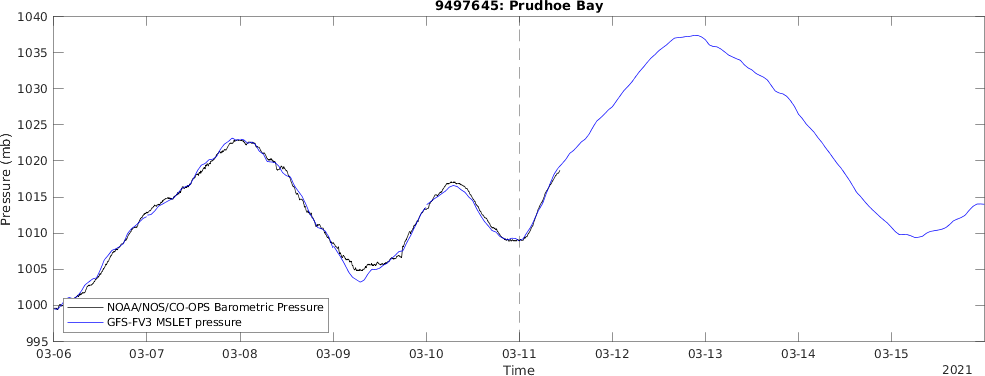 9497645: Prudhoe Bay
1040
1035
1030
1025
1020
1015
1010
1005
1000
995
Pressure (mb)
NOAA/NOS/CO-OPS Barometric Pressure
GFS-FV3 MSLET pressure
03-06 03-07 03-08 03-09 03-10 03-11 03-12 03-13 03-14 03-15
Time
2021